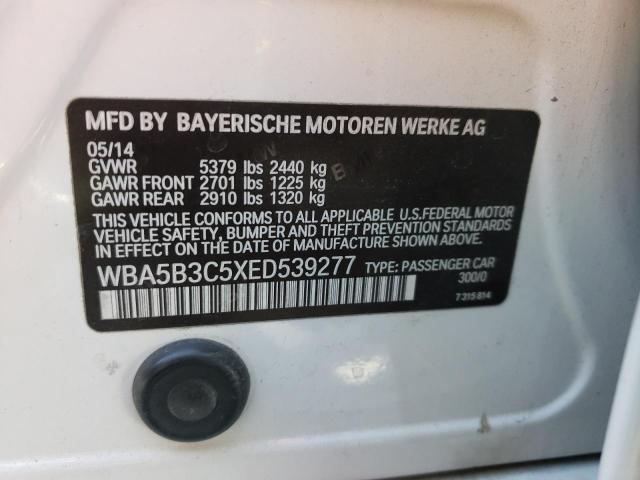 MFD BY BAYERISCHE MOTOREN WERKE AG
05/14
GVWR 5379 lbs 2440 kg
GAWR FRONT 2701 lbs 1225 kg
GAWR REAR 2910 lbs 1320 kg
THIS VEHICLE CONFORMS TO ALL APPLICABLE U.S.FEDERAL MOTOR
VEHICLE SAFETY, BUMPER AND THEFT PREVENTION STANDARDS
IN EFFECT ON THE DATE OF MANUFACTURE SHOWN ABOVE.
WBA5B3C5XED539277 TYPE: PASSENGER CAR
300/0
7 315 814